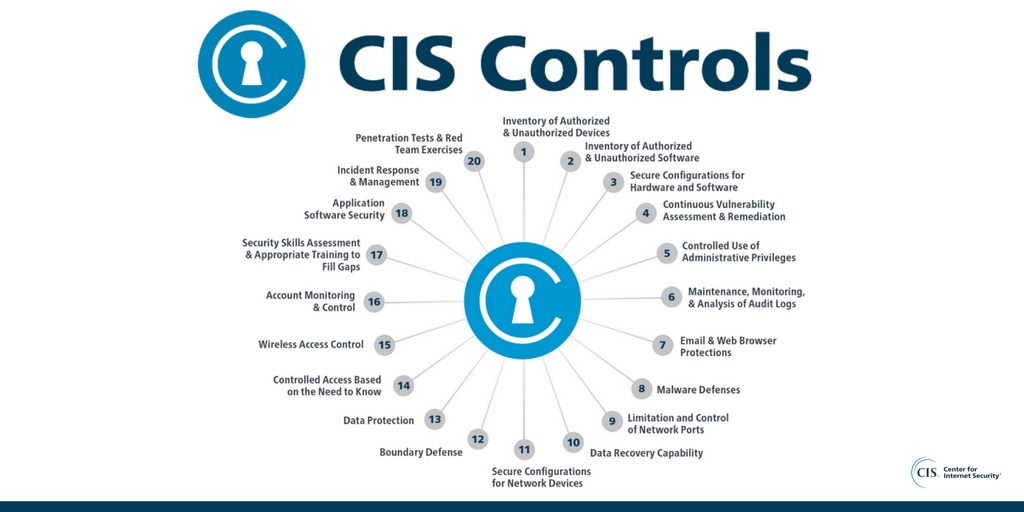 CIS Controls
Inventory of Authorized
& Unauthorized Devices
1
Inventory of Authorized
& Unauthorized Software
2
Secure Configurations for
Hardware and Software
3
Continuous Vulnerability
Assessment & Remediation
4
Controlled Use of
Administrative Privileges
5
Maintenance, Monitoring,
& Analysis of Audit Logs
6
Email & Web Browser
Protections
7
Malware Defenses
8
Limitation and Control
of Network Ports
9
Data Recovery Capability
10
Secure Configurations
for Network Devices
11
Boundary Defense
12
Data Protection
13
Controlled Access Based
on the Need to Know
14
Wireless Access Control
15
Account Monitoring
& Control
16
Security Skills Assessment
& Appropriate Training to
Fill Gaps
17
Application
Software Security
18
Incident Response
& Management
19
Penetration Tests & Red
Team Exercises
20
CIS. Center for
Internet Security®